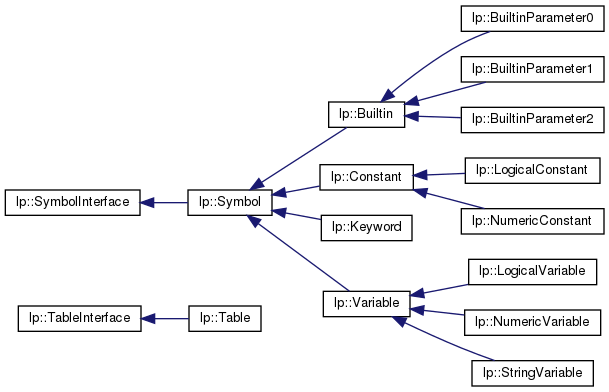 lp::BuiltinParameter0
lp::BuiltinParameter1
lp::Builtin
lp::BuiltinParameter2
lp::LogicalConstant
lp::Constant
lp::SymbolInterface
lp::Symbol
lp::NumericConstant
lp::Keyword
lp::LogicalVariable
lp::Variable
lp::TableInterface
lp::Table
lp::NumericVariable
lp::StringVariable